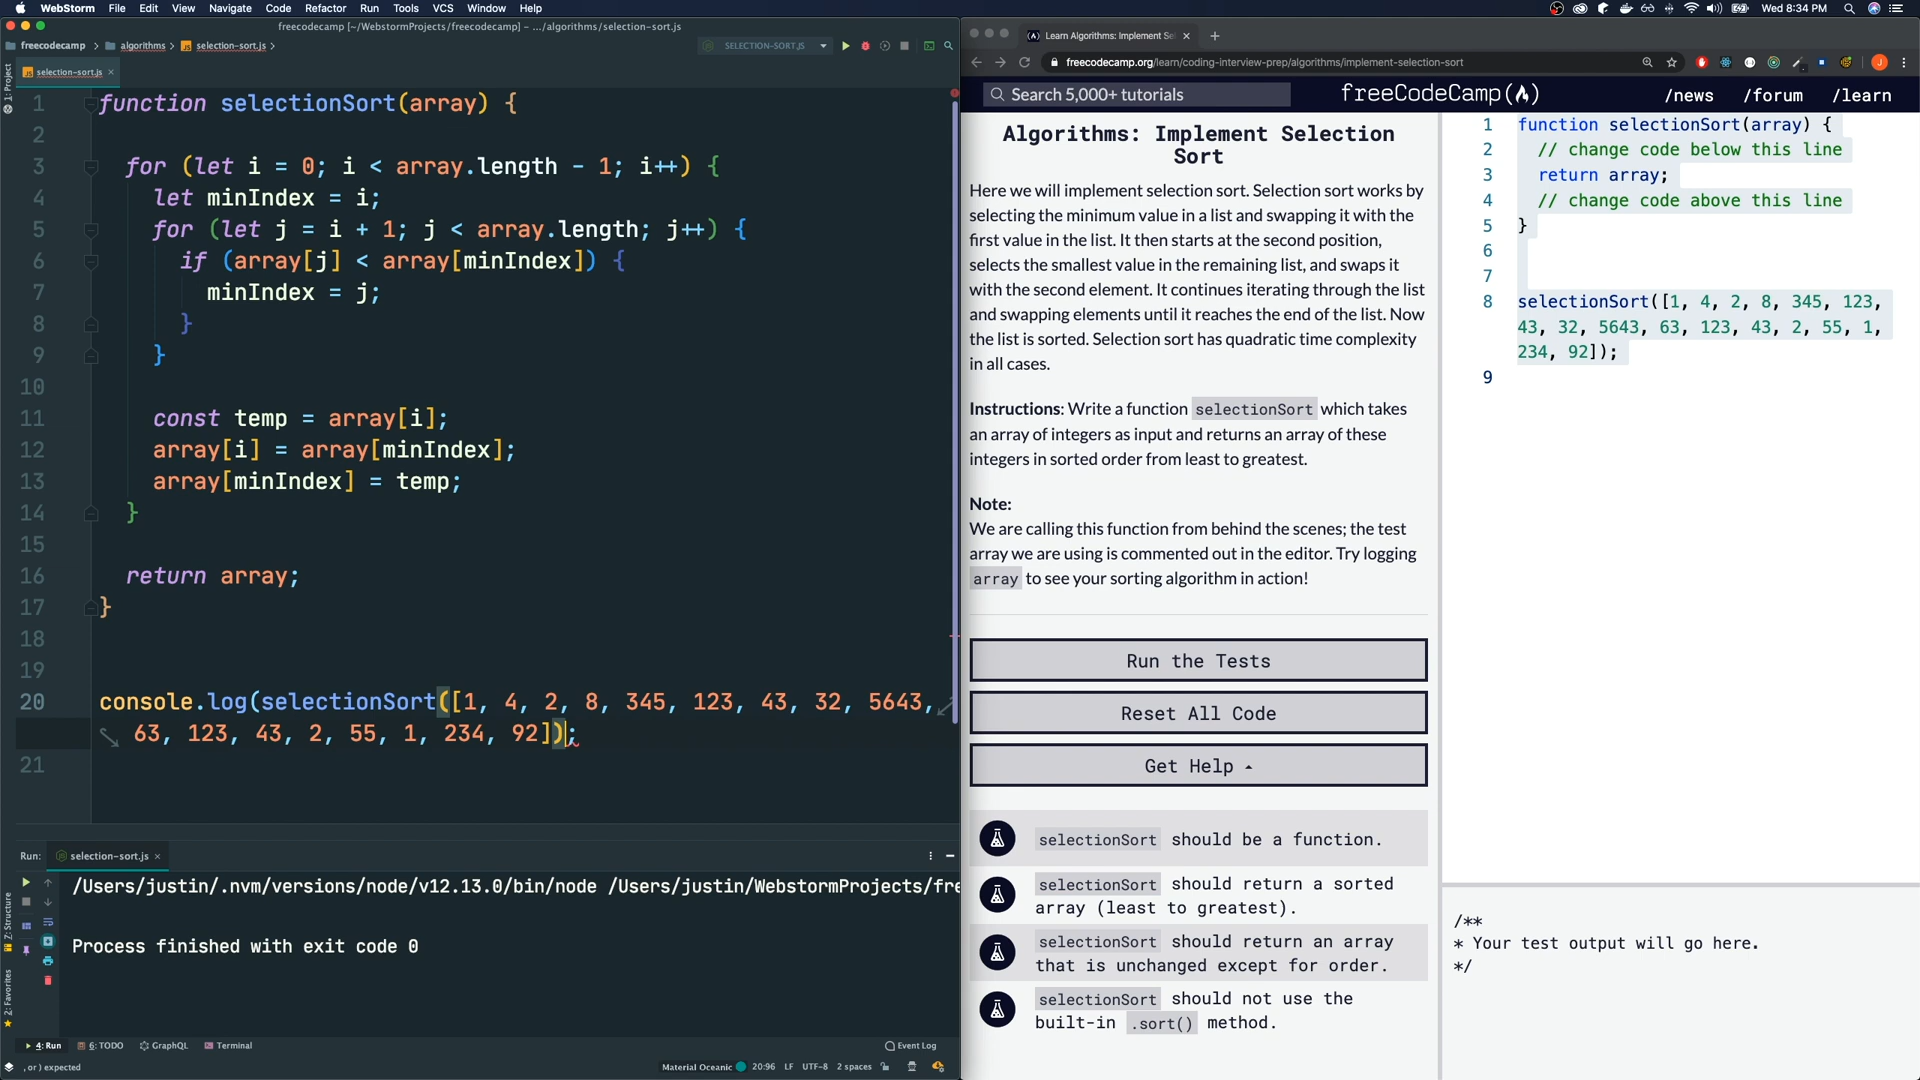 WebStorm File Edit View Navigate Code Refactor Run Tools VCS Window Help
Wed 8:34 PM
freecodecamp [~/WebstormProjects/freecodecamp] – .../algorithms/selection-sort.js
freecodecamp algorithms selection-sort.js
SELECTION-SORT.JS
selection-sort.js
1: Project
1 function selectionSort(array) {
2
3 for (let i = 0; i < array.length - 1; i++) {
4 let minIndex = i;
5 for (let j = i + 1; j < array.length; j++) {
6 if (array[j] < array[minIndex]) {
7 minIndex = j;
8 }
9 }
10
11 const temp = array[i];
12 array[i] = array[minIndex];
13 array[minIndex] = temp;
14 }
15
16 return array;
17 }
18
19
20 console.log(selectionSort([1, 4, 2, 8, 345, 123, 43, 32, 5643,
63, 123, 43, 2, 55, 1, 234, 92]);
21
Run: selection-sort.js
/Users/justin/.nvm/versions/node/v12.13.0/bin/node /Users/justin/WebstormProjects/fre
Process finished with exit code 0
Z: Structure
2: Favorites
4: Run 6: TODO GraphQL Terminal
Event Log
, or ) expected
Material Oceanic 20:96 LF UTF-8 2 spaces
Learn Algorithms: Implement Sel
freecodecamp.org/learn/coding-interview-prep/algorithms/implement-selection-sort
J
Search 5,000+ tutorials
freeCodeCamp
/news /forum /learn
Algorithms: Implement Selection
Sort
Here we will implement selection sort. Selection sort works by
selecting the minimum value in a list and swapping it with the
first value in the list. It then starts at the second position,
selects the smallest value in the remaining list, and swaps it
with the second element. It continues iterating through the list
and swapping elements until it reaches the end of the list. Now
the list is sorted. Selection sort has quadratic time complexity
in all cases.
Instructions: Write a function selectionSort which takes
an array of integers as input and returns an array of these
integers in sorted order from least to greatest.
Note:
We are calling this function from behind the scenes; the test
array we are using is commented out in the editor. Try logging
array to see your sorting algorithm in action!
Run the Tests
Reset All Code
Get Help
selectionSort should be a function.
selectionSort should return a sorted
array (least to greatest).
selectionSort should return an array
that is unchanged except for order.
selectionSort should not use the
built-in .sort() method.
1 function selectionSort(array) {
2 // change code below this line
3 return array;
4 // change code above this line
5 }
6
7
8 selectionSort([1, 4, 2, 8, 345, 123,
43, 32, 5643, 63, 123, 43, 2, 55, 1,
234, 92]);
9
/**
* Your test output will go here.
*/